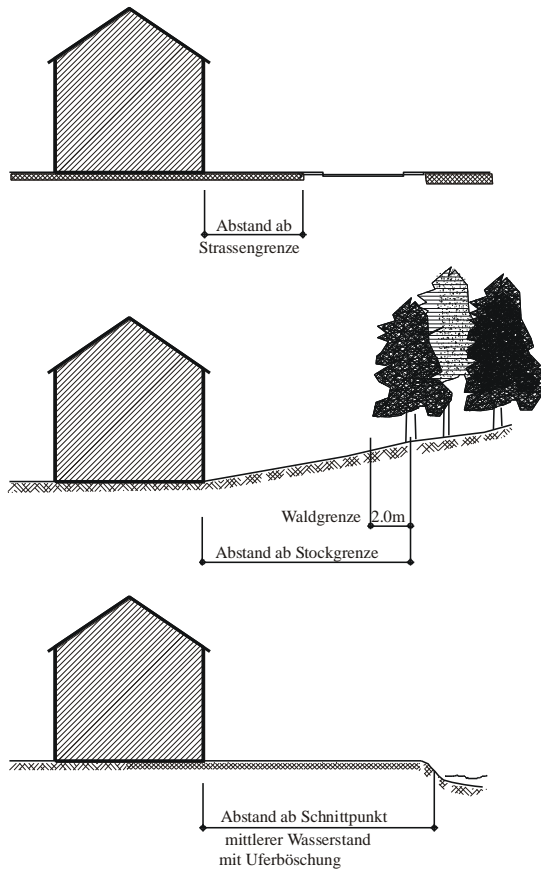 Abstand ab
Strassengrenze
Waldgrenze 2.0m
Abstand ab Stockgrenze
Abstand ab Schnittpunkt
mittlerer Wasserstand
mit Uferböschung